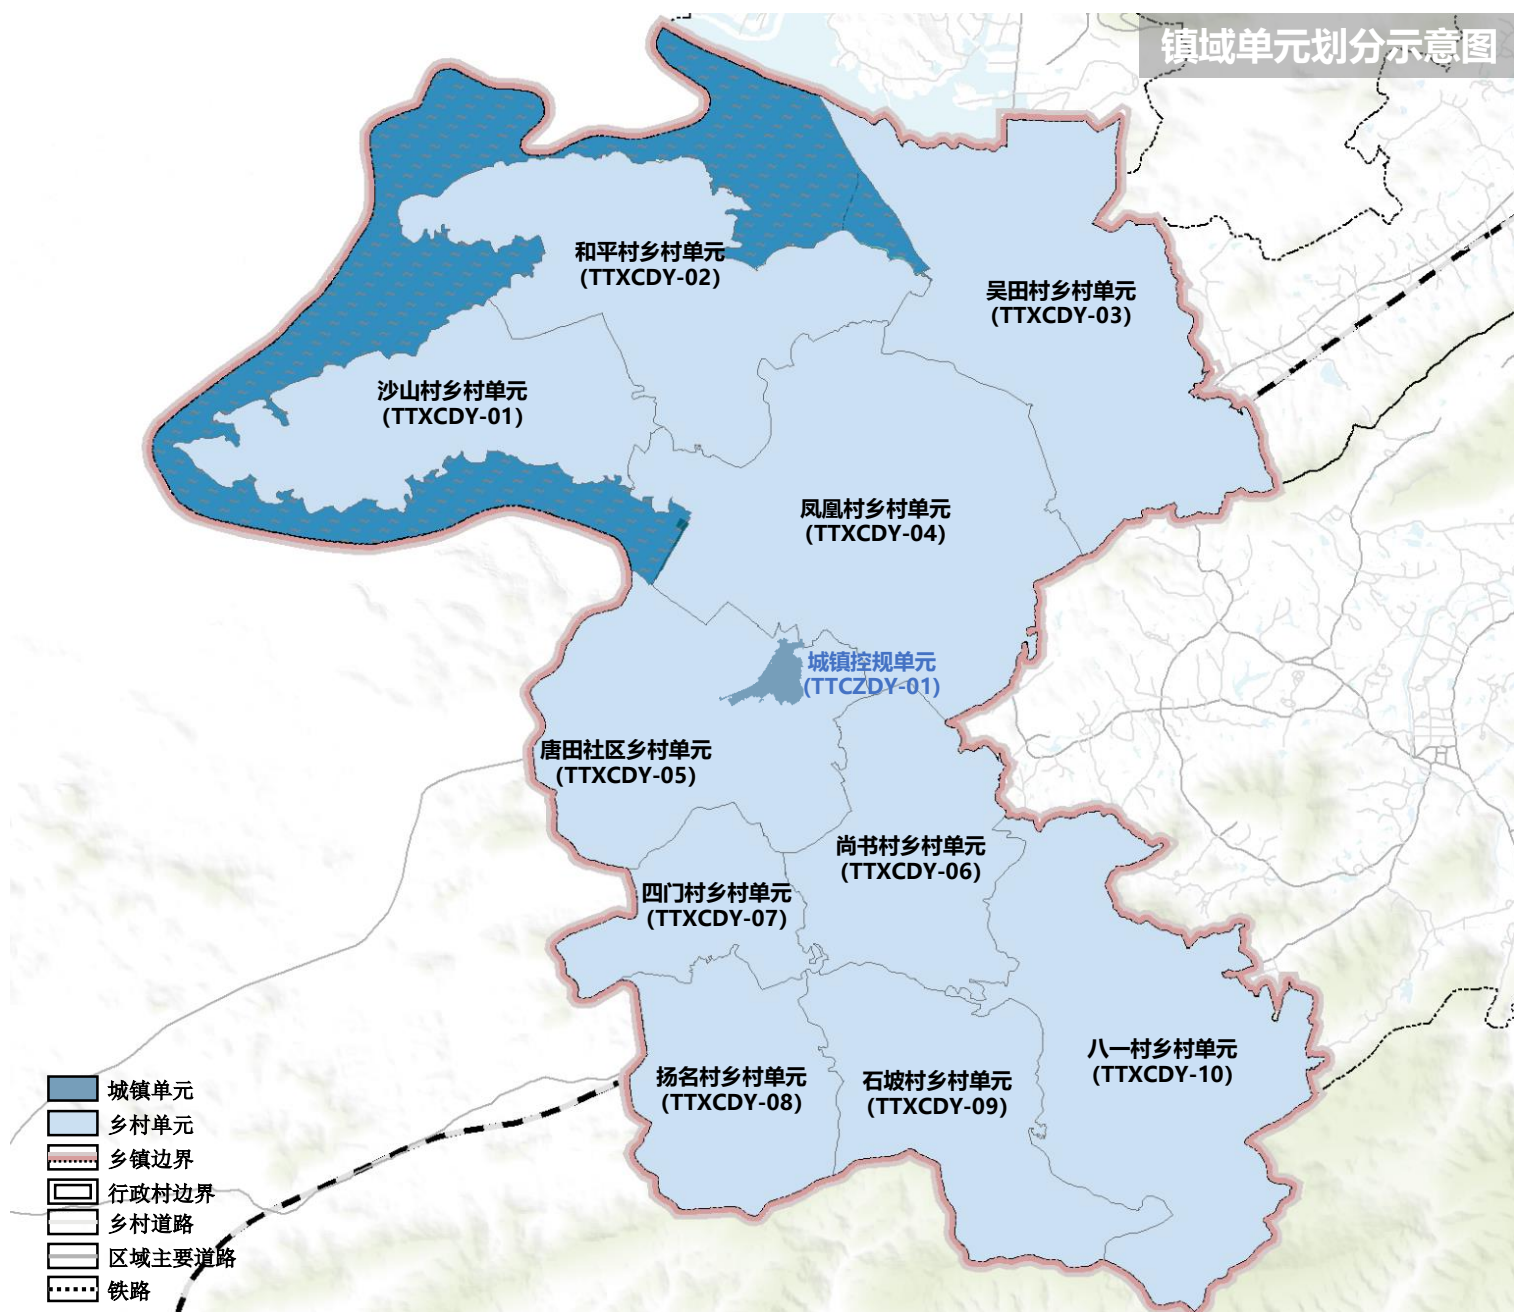 镇域单元划分示意图
和平村乡村单元
(TTXCDY-02)
吴田村乡村单元
(TTXCDY-03)
沙山村乡村单元
(TTXCDY-01)
凤凰村乡村单元
(TTXCDY-04)
城镇控规单元
(TTCZDY-01)
唐田社区乡村单元
(TTXCDY-05)
尚书村乡村单元
(TTXCDY-06)
四门村乡村单元
(TTXCDY-07)
八一村乡村单元
(TTXCDY-10)
扬名村乡村单元
(TTXCDY-08)
石坡村乡村单元
(TTXCDY-09)
城镇单元
乡村单元
乡镇边界
行政村边界
乡村道路
区域主要道路
铁路